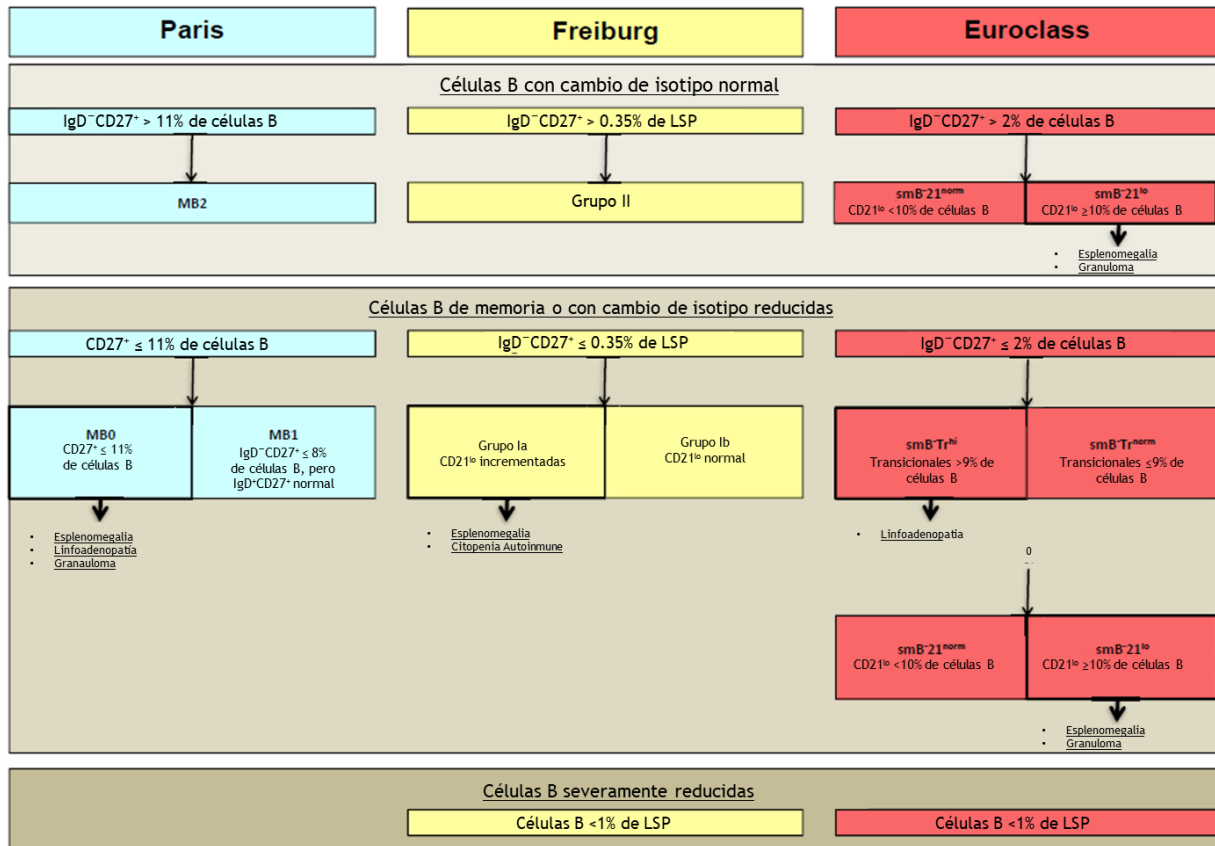 Paris
Freiburg
Euroclass
Células B con cambio de isotipo normal
IgD⁻CD27⁺ > 11% de células B
IgD⁻CD27⁺ > 0.35% de LSP
IgD⁻CD27⁺ > 2% de células B
MB2
Grupo II
smB⁻21ⁿᵒʳᵐ
CD21ˡᵒ <10% de células B
smB⁻21ˡᵒ
CD21ˡᵒ ≥10% de células B
• Esplenomegalia
• Granuloma
Células B de memoria o con cambio de isotipo reducidas
CD27⁺ ≤ 11% de células B
IgD⁻CD27⁺ ≤ 0.35% de LSP
IgD⁻CD27⁺ ≤ 2% de células B
MB0
CD27⁺ ≤ 11%
de células B
MB1
IgD⁻CD27⁺ ≤ 8%
de células B, pero
IgD⁺CD27⁺ normal
Grupo Ia
CD21ˡᵒ incrementadas
Grupo Ib
CD21ˡᵒ normal
smB⁻Trʰⁱ
Transicionales >9% de
células B
smB⁻Trⁿᵒʳᵐ
Transicionales ≤9% de
células B
• Esplenomegalia
• Linfoadenopatía
• Granauloma
• Esplenomegalia
• Citopenia Autoinmune
• Linfoadenopatia
0
smB⁻21ⁿᵒʳᵐ
CD21ˡᵒ <10% de células B
smB⁻21ˡᵒ
CD21ˡᵒ ≥10% de células B
• Esplenomegalia
• Granuloma
Células B severamente reducidas
Células B <1% de LSP
Células B <1% de LSP